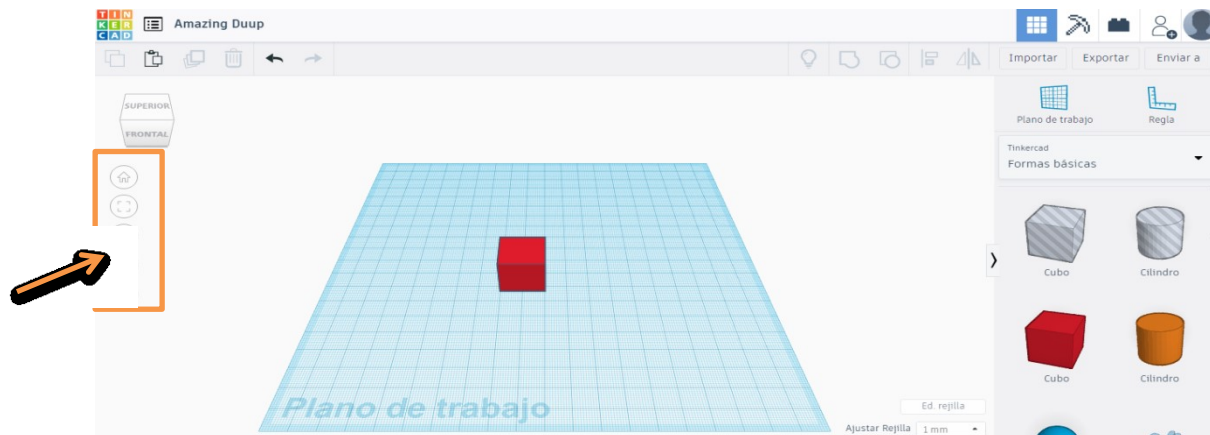 TIN
KER
CAD
Amazing Duup
Importar Exportar Enviar a
SUPERIOR
FRONTAL
Plano de trabajo Regla
Tinkercad
Formas básicas
Cubo Cilindro
Cubo Cilindro
Plano de trabajo
Ed. rejilla
Ajustar Rejilla 1 mm